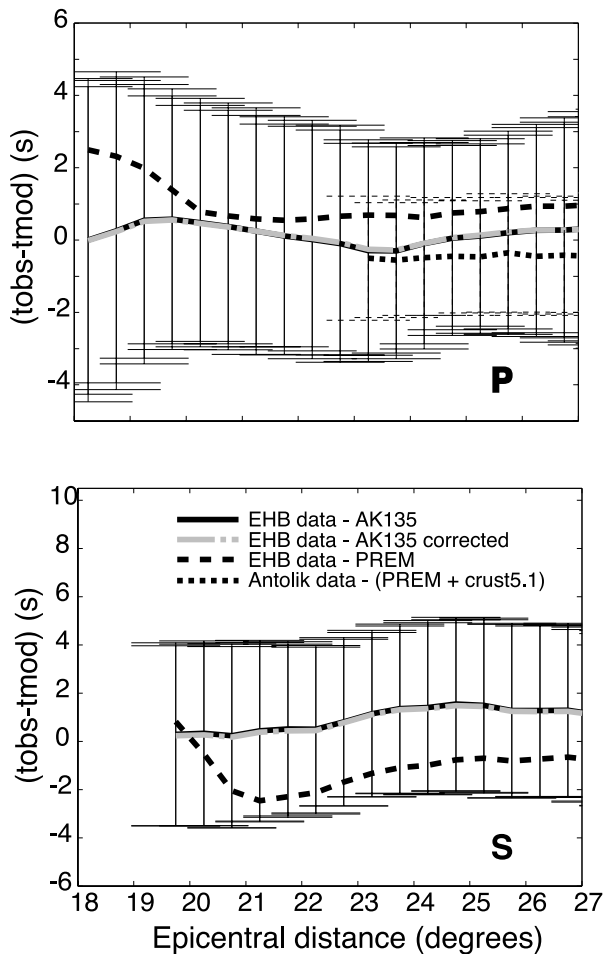 6
4
2
0
-2
-4
(tobs-tmod) (s)
P
10
8
6
4
2
0
-2
-4
-6
(tobs-tmod) (s)
EHB data - AK135
EHB data - AK135 corrected
EHB data - PREM
Antolik data - (PREM + crust5.1)
S
18 19 20 21 22 23 24 25 26 27
Epicentral distance (degrees)